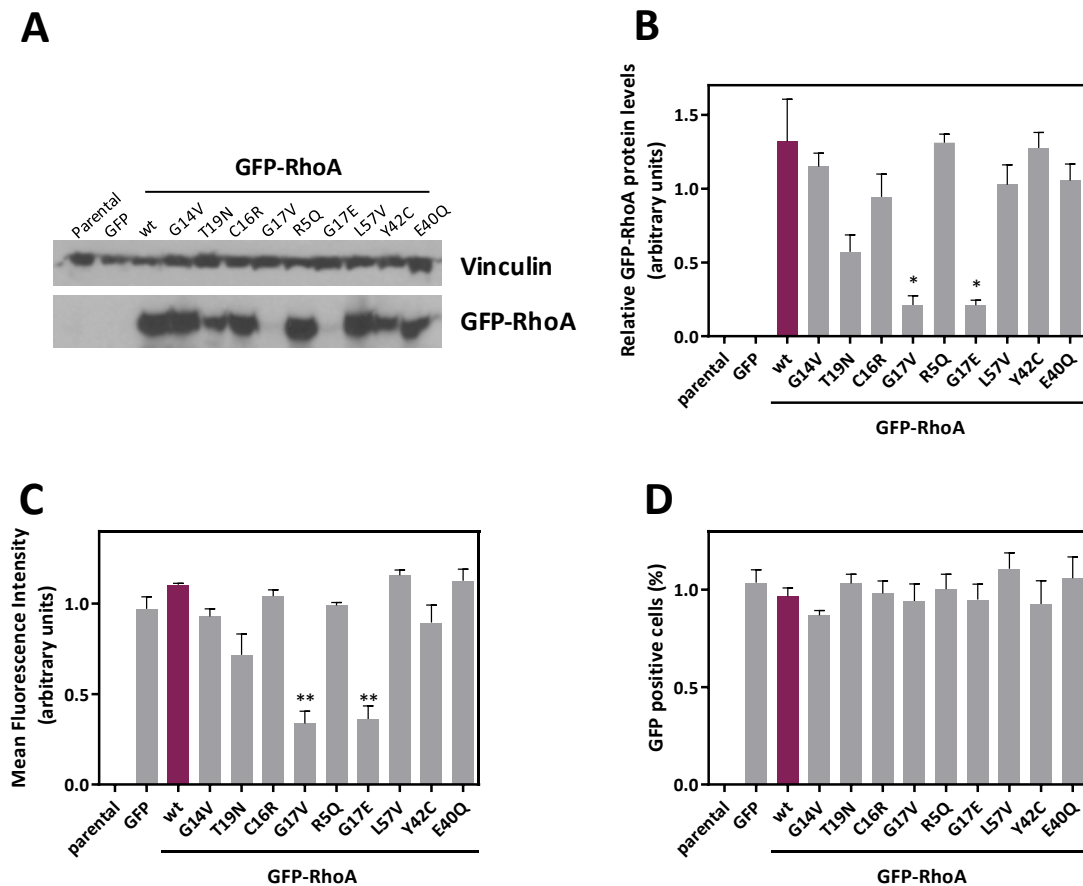 A
GFP-RhoA
Parental GFP wt G14V T19N C16R G17V R5Q G17E L57V Y42C E40Q
Vinculin
GFP-RhoA
B
Relative GFP-RhoA protein levels
(arbitrary units)
1.5
1.0
0.5
0.0
* *
parental GFP wt G14V T19N C16R G17V R5Q G17E L57V Y42C E40Q
GFP-RhoA
C
Mean Fluorescence Intensity
(arbitrary units)
1.0
0.5
0.0
** **
parental GFP wt G14V T19N C16R G17V R5Q G17E L57V Y42C E40Q
GFP-RhoA
D
GFP positive cells (%)
1.0
0.5
0.0
parental GFP wt G14V T19N C16R G17V R5Q G17E L57V Y42C E40Q
GFP-RhoA